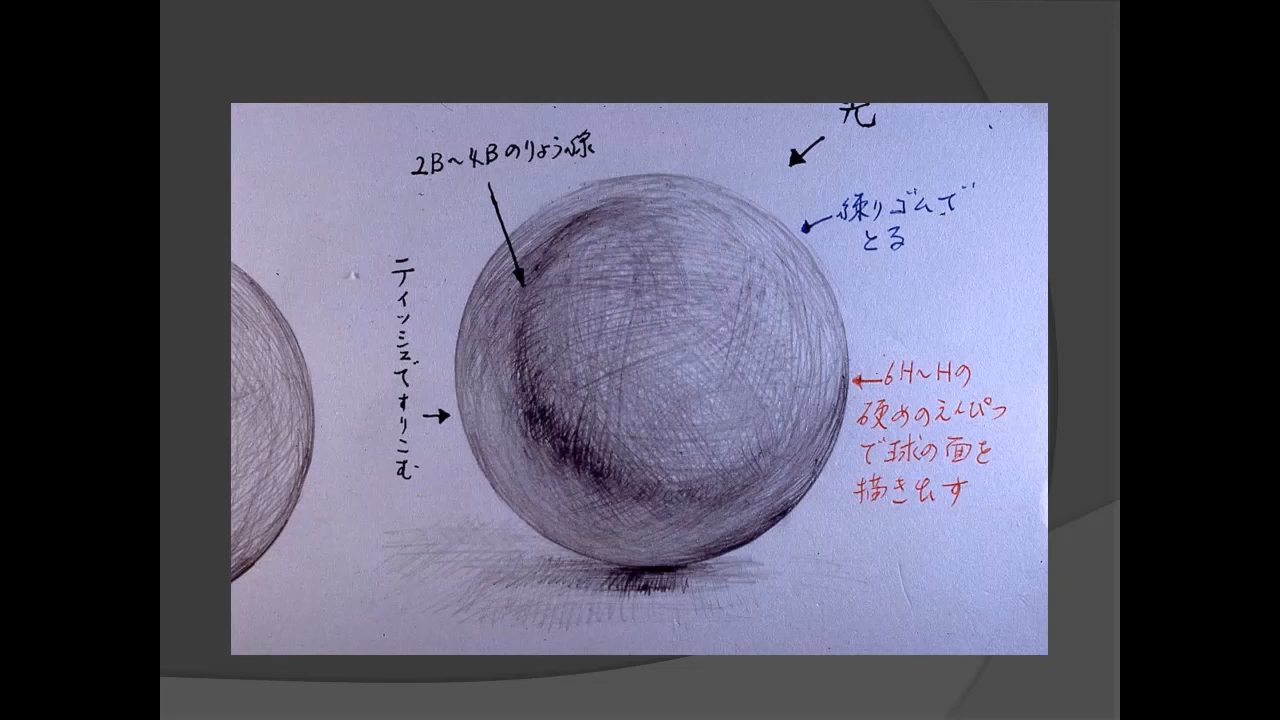 光
2B~4Bのりょう線
練りゴムで
とる
ティッシュですりこむ
6H~Hの
硬めのえんぴつ
で球の面を
描き出す